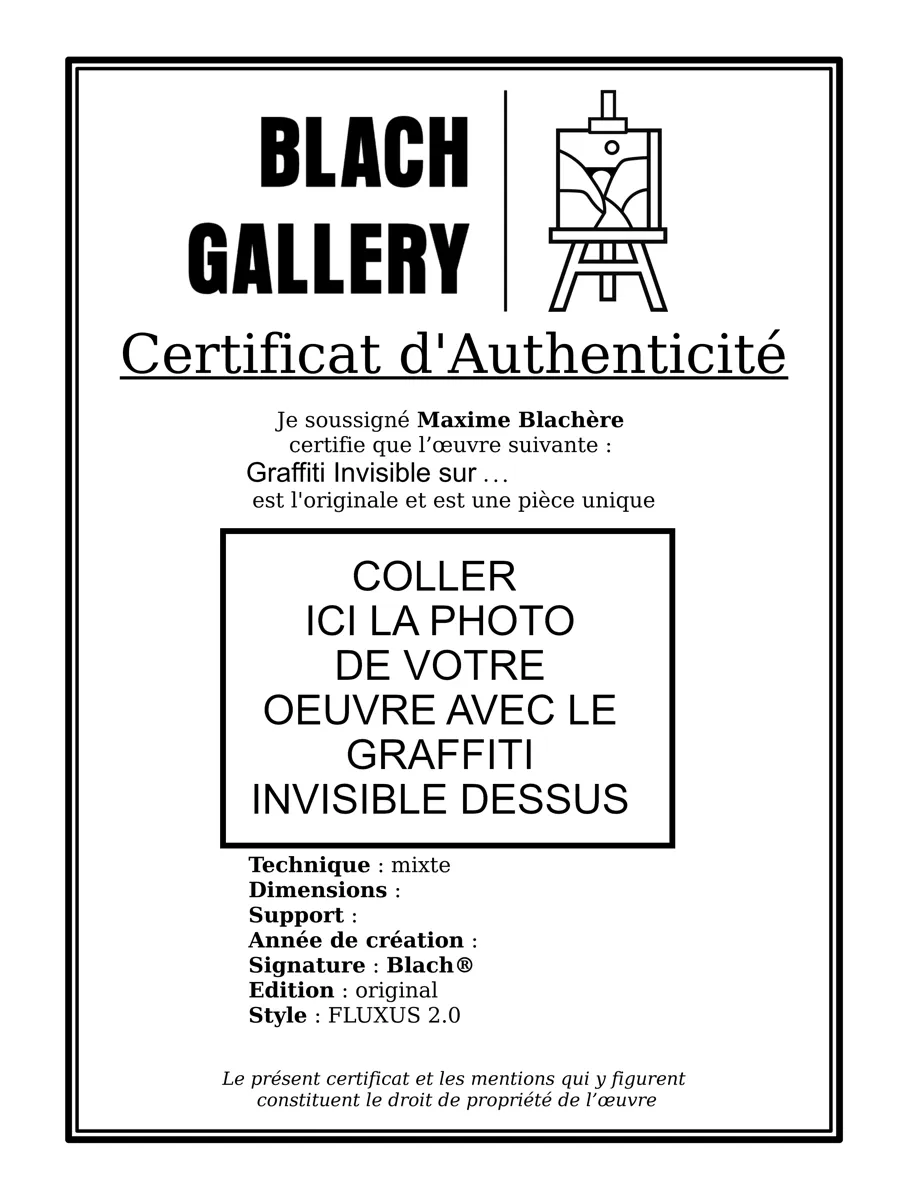 BLACH
GALLERY
Certificat d'Authenticité
Je soussigné Maxime Blachère
certifie que l’œuvre suivante :
Graffiti Invisible sur ...
est l'originale et est une pièce unique
COLLER
ICI LA PHOTO
DE VOTRE
OEUVRE AVEC LE
GRAFFITI
INVISIBLE DESSUS
Technique : mixte
Dimensions :
Support :
Année de création :
Signature : Blach®
Edition : original
Style : FLUXUS 2.0
Le présent certificat et les mentions qui y figurent
constituent le droit de propriété de l’œuvre